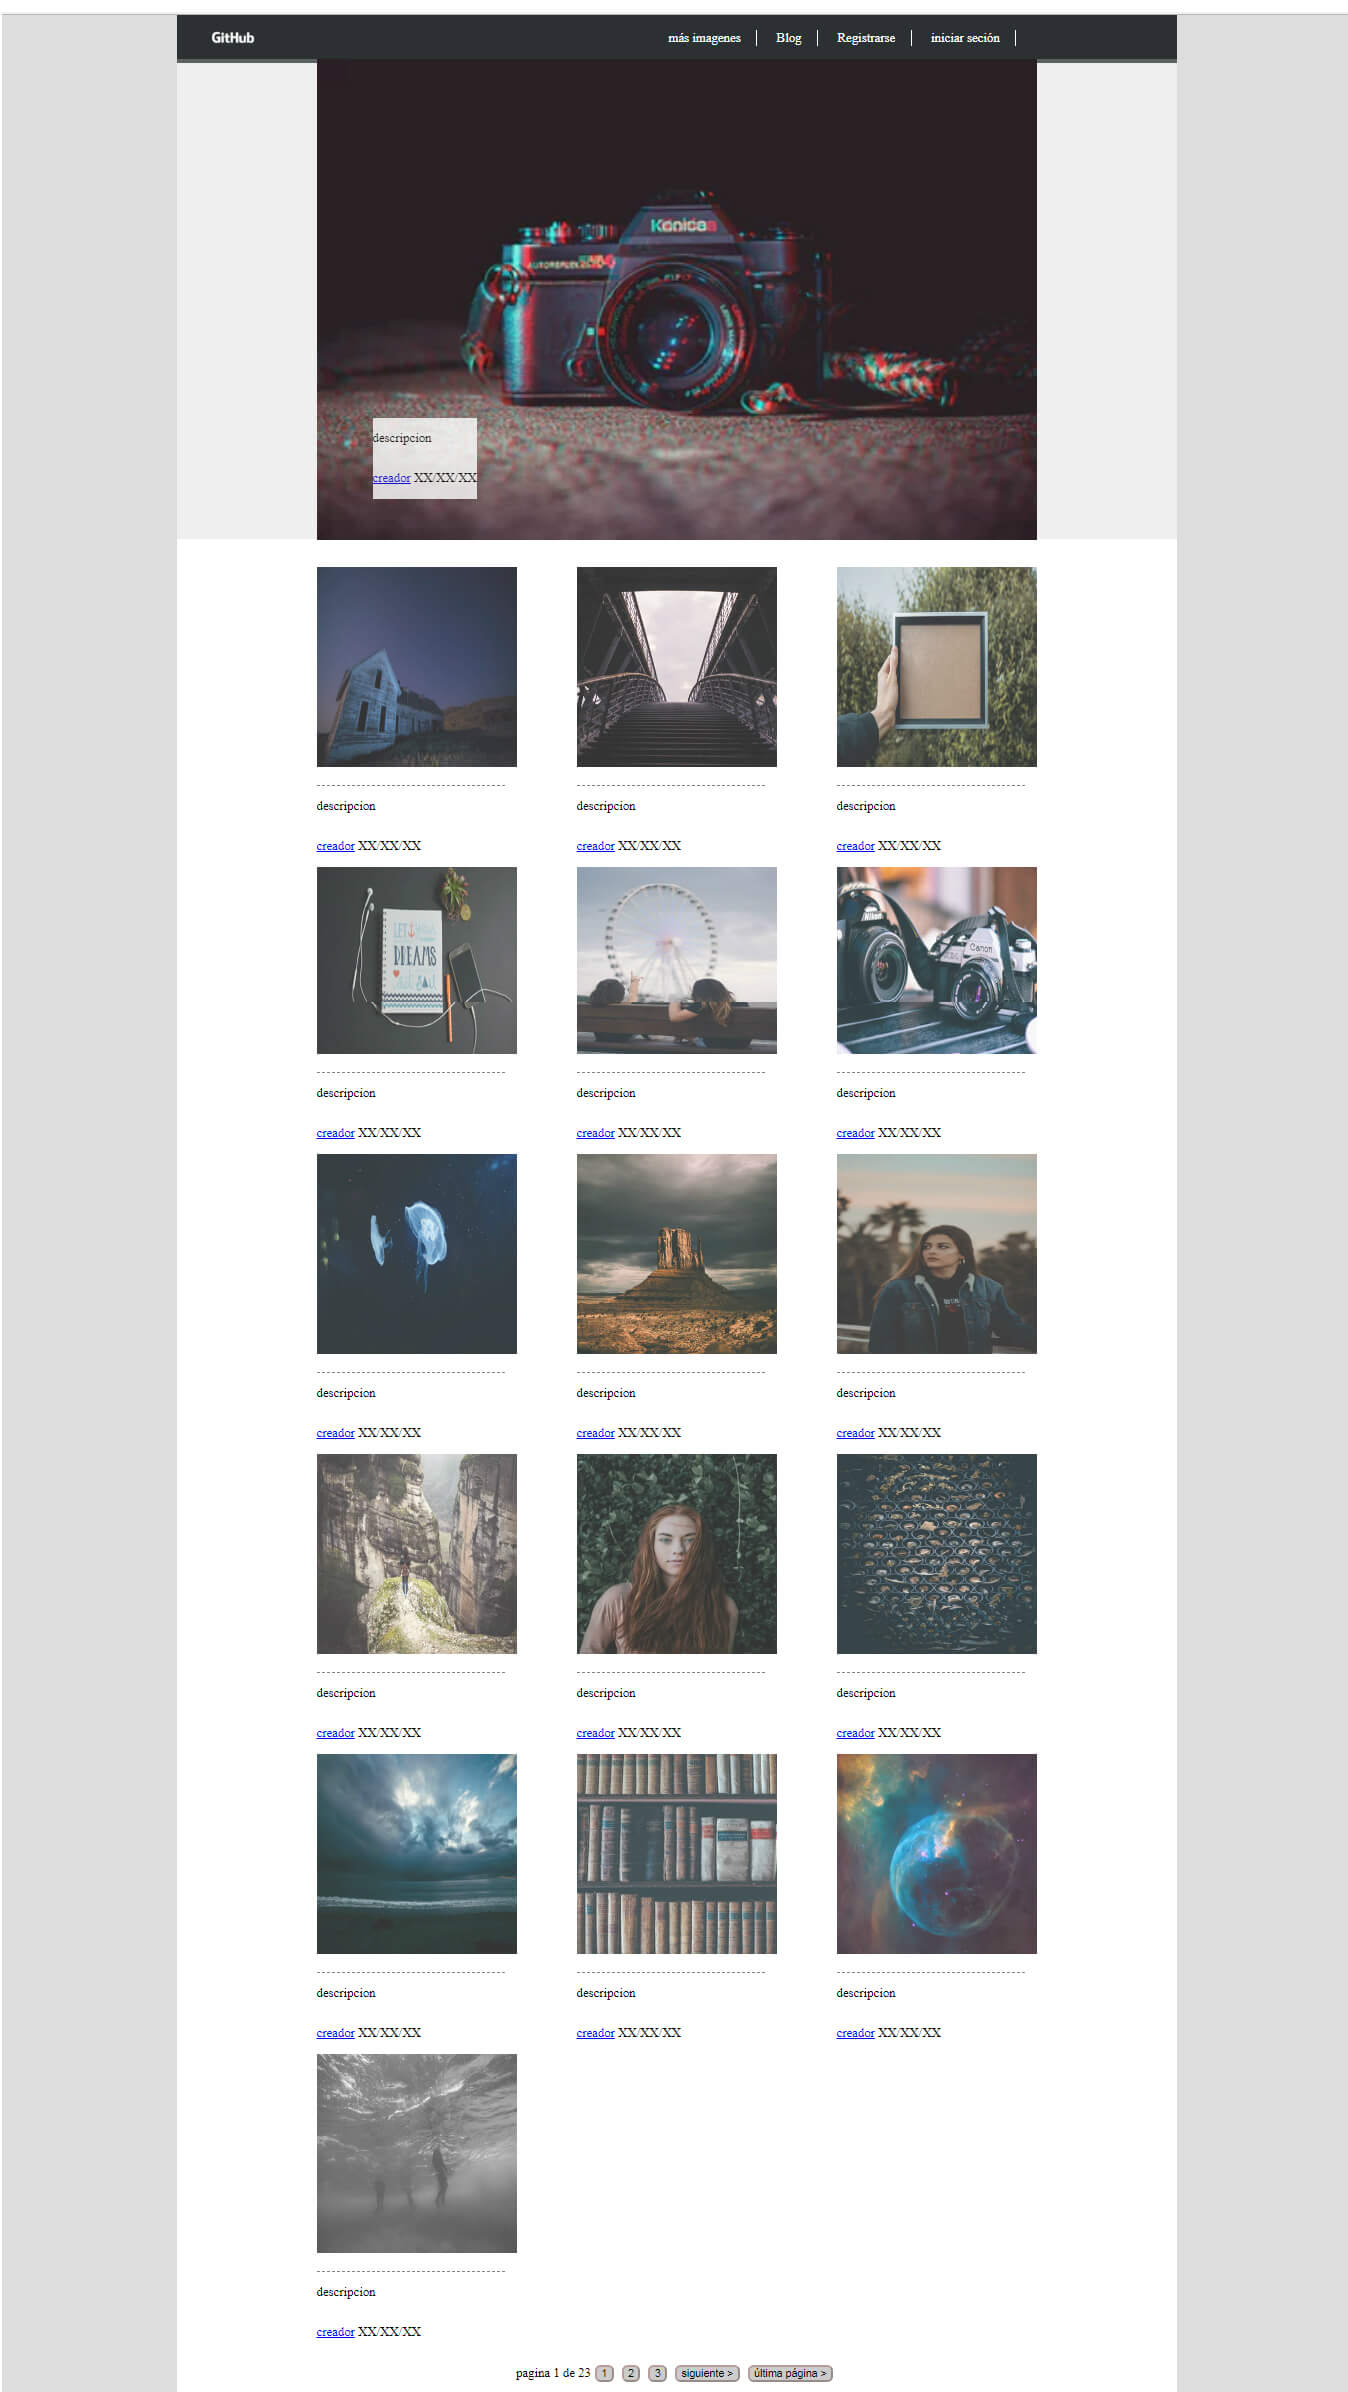 GitHub
más imagenes
Blog
Registrarse
iniciar seción
Konica
AUTOREFLEX
descripcion
creador XX/XX/XX
descripcion
descripcion
descripcion
creador XX/XX/XX
creador XX/XX/XX
creador XX/XX/XX
LET
DREAMS
SAIL
Nikon
Canon
descripcion
descripcion
descripcion
creador XX/XX/XX
creador XX/XX/XX
creador XX/XX/XX
descripcion
descripcion
descripcion
creador XX/XX/XX
creador XX/XX/XX
creador XX/XX/XX
descripcion
descripcion
descripcion
creador XX/XX/XX
creador XX/XX/XX
creador XX/XX/XX
descripcion
descripcion
descripcion
creador XX/XX/XX
creador XX/XX/XX
creador XX/XX/XX
descripcion
creador XX/XX/XX
pagina 1 de 23 1 2 3 siguiente > última página >